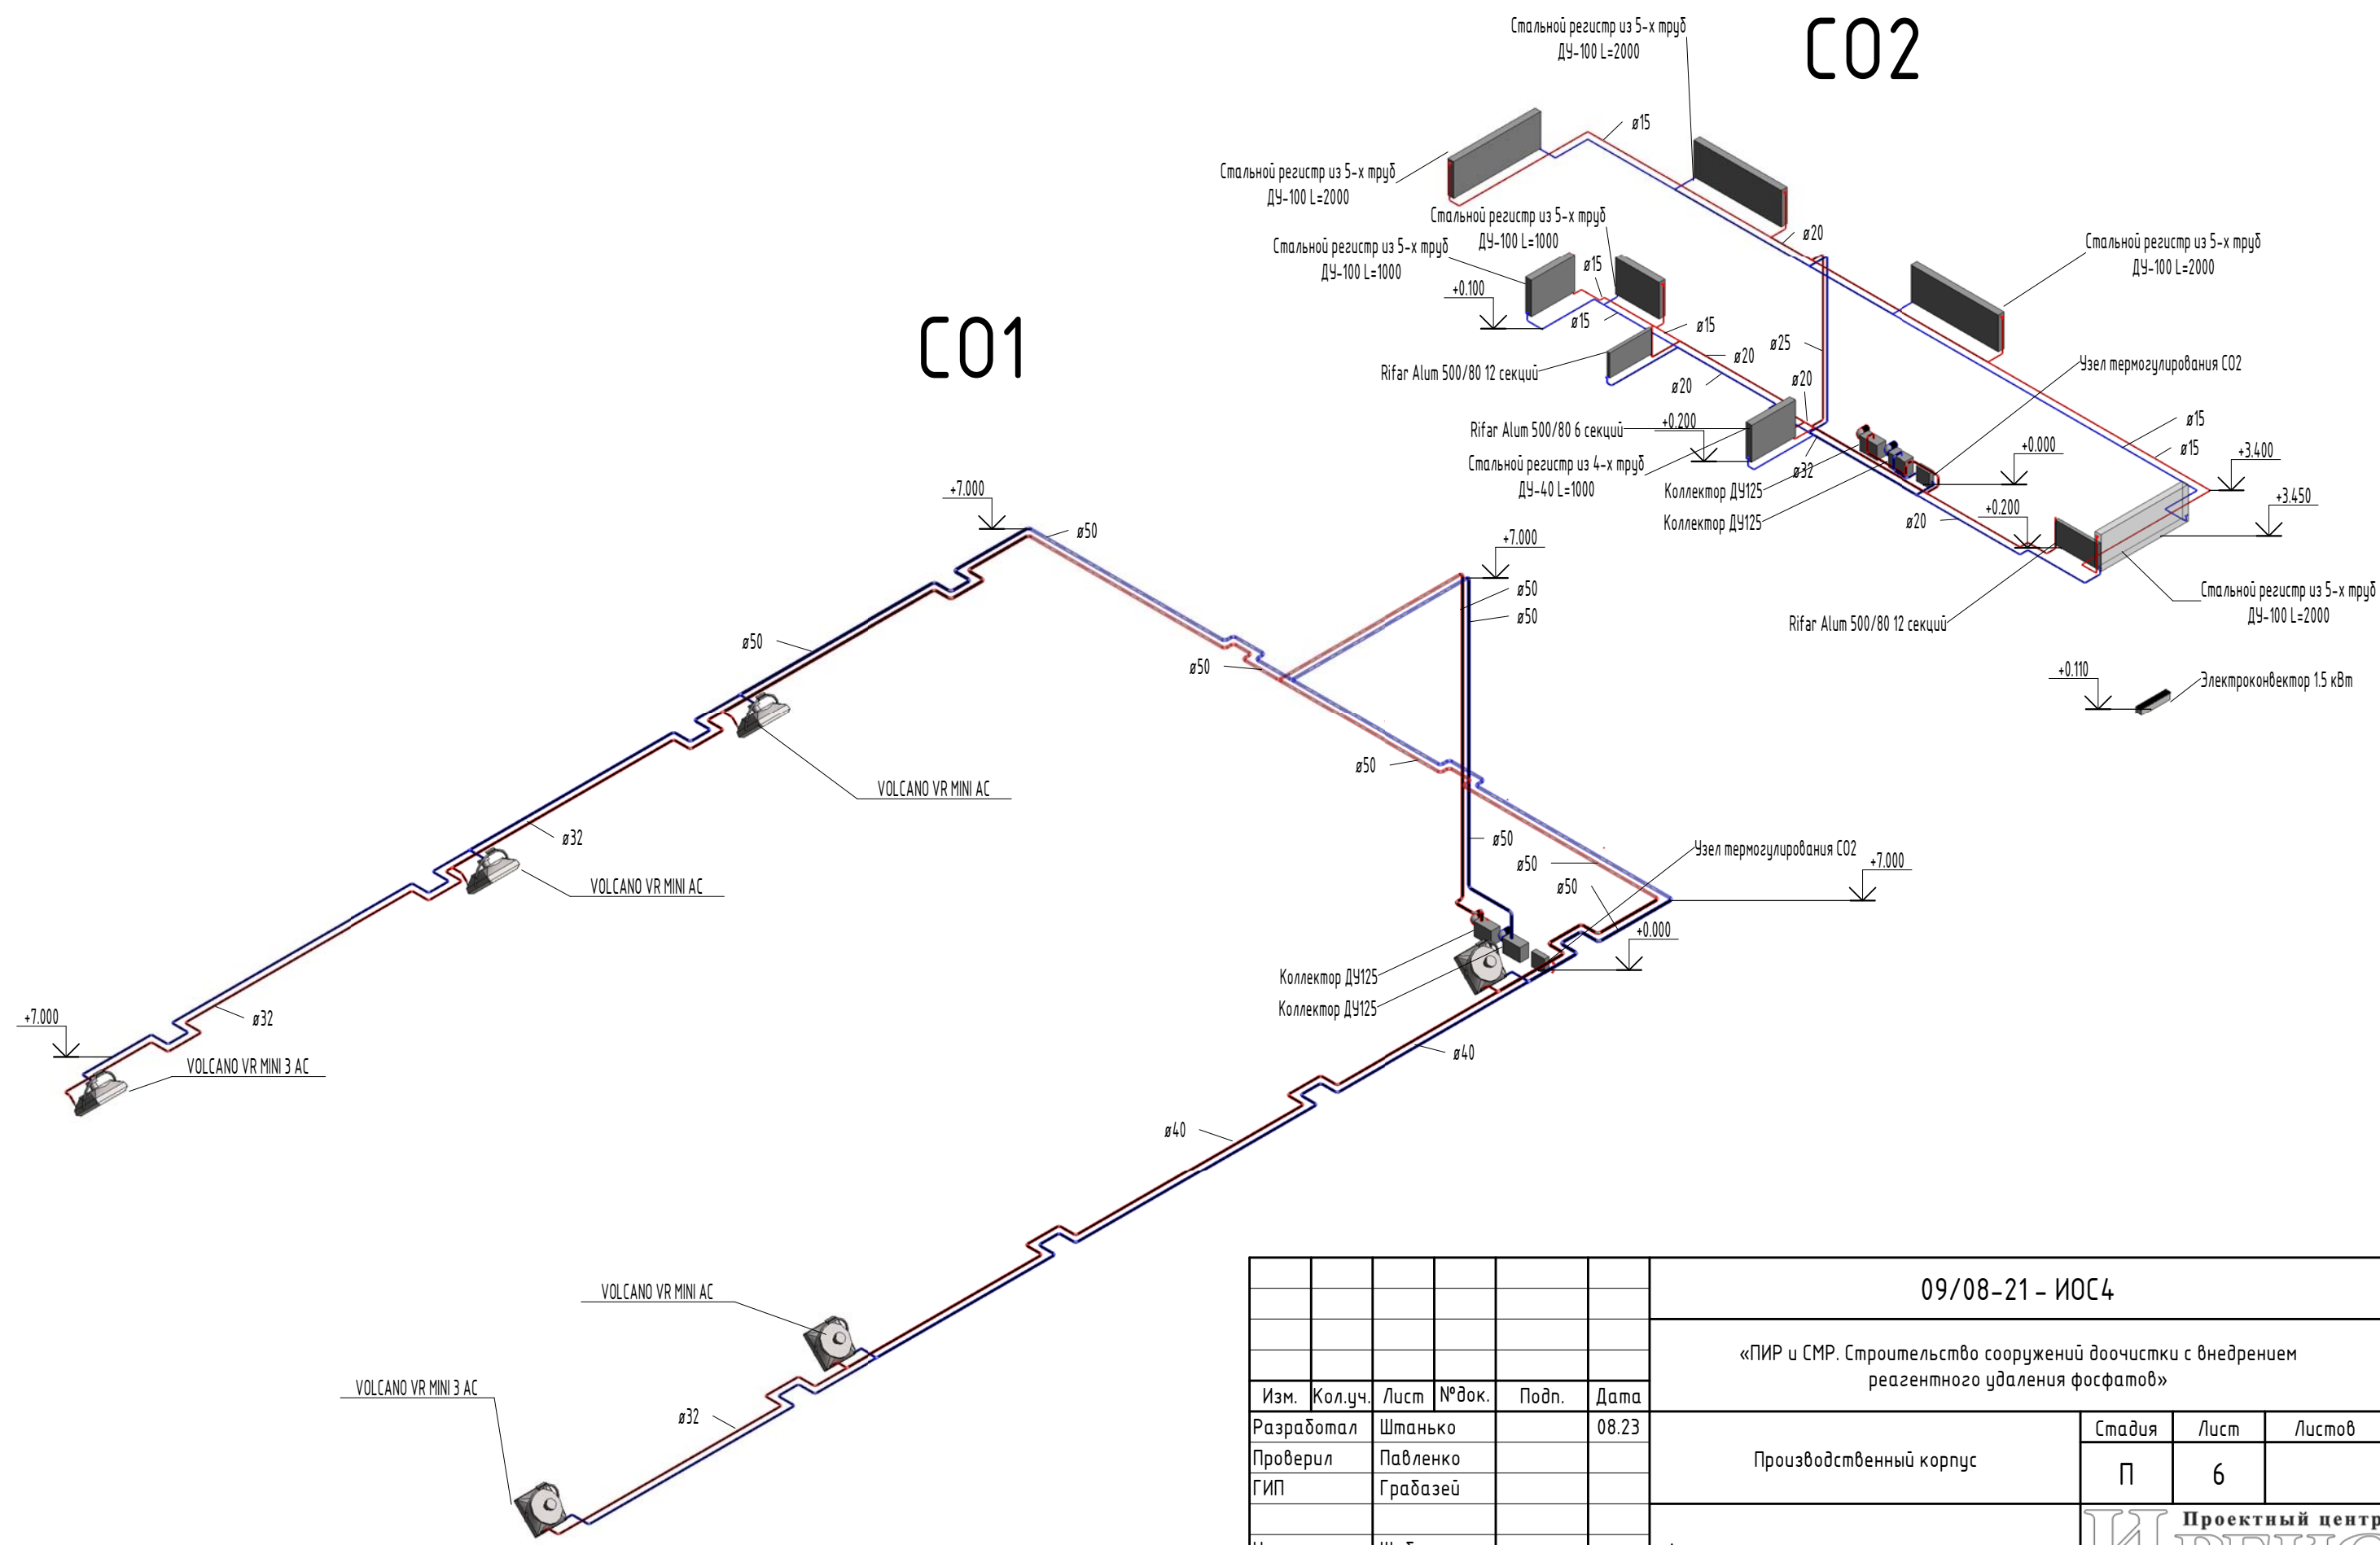 СО2
Стальной регистр из 5-х труб
ДУ-100 L=2000
ø15
Стальной регистр из 5-х труб
ДУ-100 L=2000
Стальной регистр из 5-х труб
ДУ-100 L=1000
ø20
Стальной регистр из 5-х труб
ДУ-100 L=2000
Стальной регистр из 5-х труб
ДУ-100 L=1000
ø15
+0.100
ø15
ø15
ø25
ø20
Rifar Alum 500/80 12 секций
ø20
ø20
Узел термогулирования СО2
Rifar Alum 500/80 6 секций
+0.200
ø15
ø15
+0.000
+3.400
Стальной регистр из 4-х труб
ДУ-40 L=1000
ø32
Коллектор ДУ125
Коллектор ДУ125
ø20
+0.200
+3.450
Стальной регистр из 5-х труб
ДУ-100 L=2000
Rifar Alum 500/80 12 секций
+0.110
Электроконвектор 1.5 кВт
СО1
+7.000
ø50
+7.000
ø50
ø50
ø50
ø50
ø50
VOLCANO VR MINI AC
ø32
ø50
ø50
ø50
Узел термогулирования СО2
+7.000
VOLCANO VR MINI AC
+0.000
Коллектор ДУ125
Коллектор ДУ125
+7.000
ø32
VOLCANO VR MINI 3 AC
ø40
ø40
VOLCANO VR MINI AC
VOLCANO VR MINI 3 AC
ø32
09/08-21 - ИОС4
«ПИР и СМР. Строительство сооружений доочистки с внедрением
реагентного удаления фосфатов»
Изм. Кол.уч. Лист №док. Подп. Дата
Разработал Штанько 08.23
Проверил Павленко
ГИП Грабазей
Производственный корпус
Стадия Лист Листов
П 6
Проектный центр